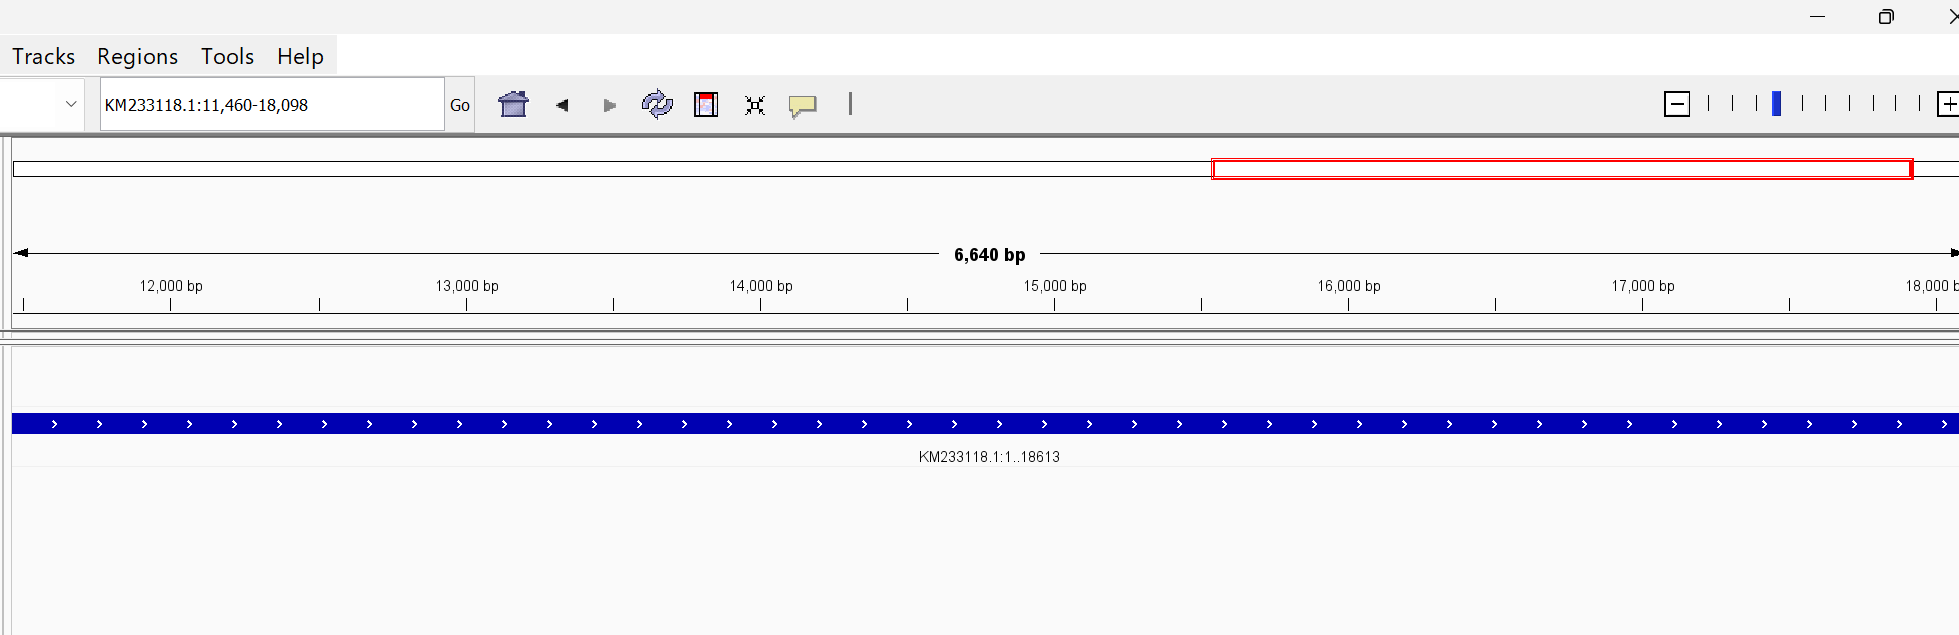 Tracks Regions Tools Help
KM233118.1:11,460-18,098 Go
6,640 bp
12,000 bp 13,000 bp 14,000 bp 15,000 bp 16,000 bp 17,000 bp 18,000 b
KM233118.1:1..18613